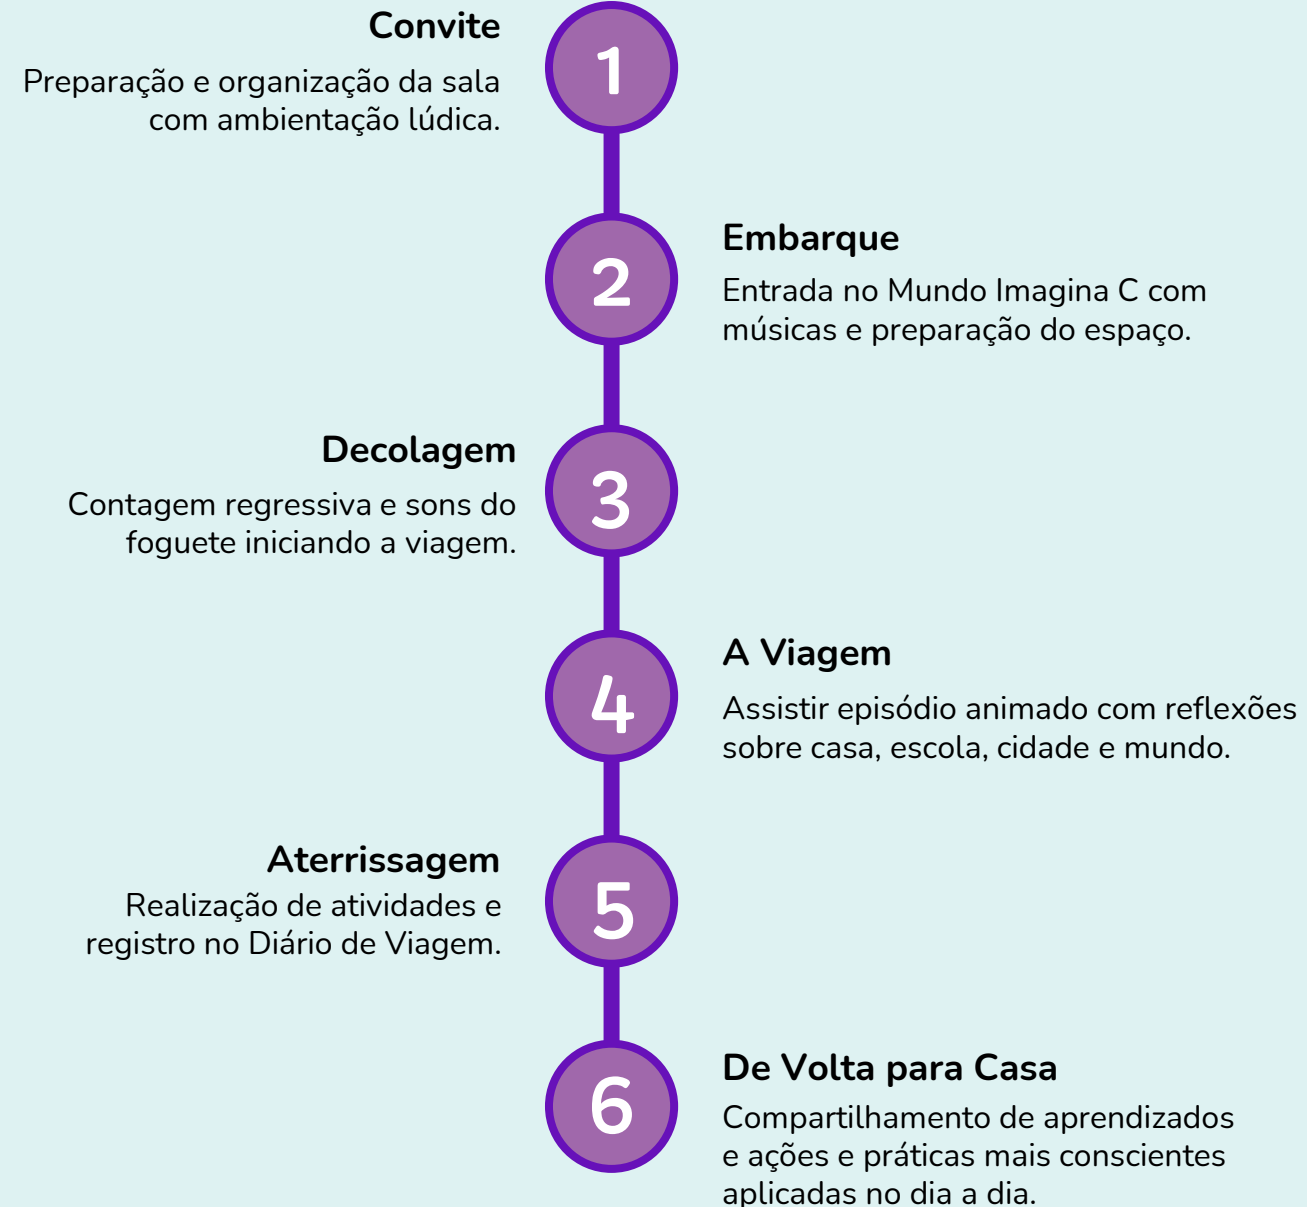 Convite
Preparação e organização da sala
com ambientação lúdica.
1
2
Embarque
Entrada no Mundo Imagina C com
músicas e preparação do espaço.
Decolagem
Contagem regressiva e sons do
foguete iniciando a viagem.
3
4
A Viagem
Assistir episódio animado com reflexões
sobre casa, escola, cidade e mundo.
Aterrissagem
Realização de atividades e
registro no Diário de Viagem.
5
6
De Volta para Casa
Compartilhamento de aprendizados
e ações e práticas mais conscientes
aplicadas no dia a dia.